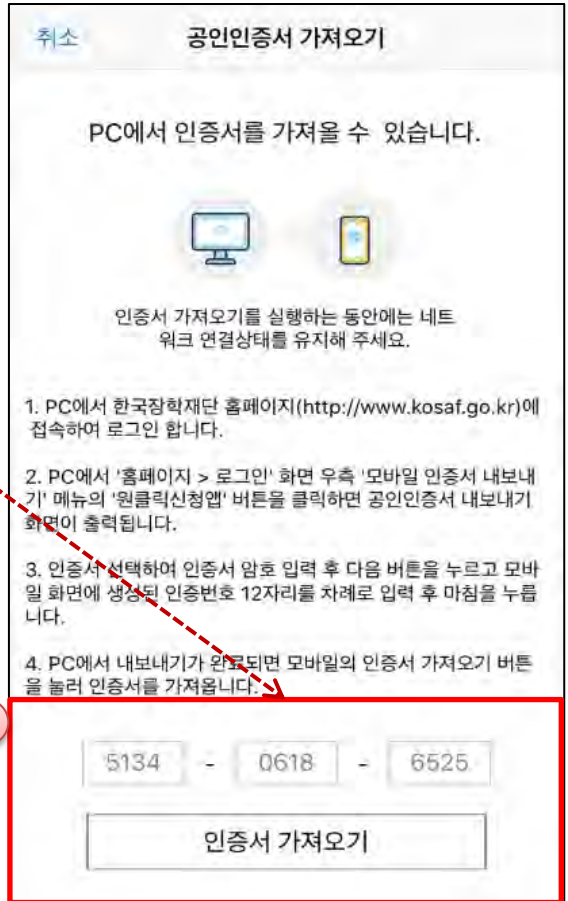 취소
공인인증서 가져오기
PC에서 인증서를 가져올 수 있습니다.
인증서 가져오기를 실행하는 동안에는 네트
워크 연결상태를 유지해 주세요.
1. PC에서 한국장학재단 홈페이지(http://www.kosaf.go.kr)에
접속하여 로그인 합니다.
2. PC에서 '홈페이지 > 로그인' 화면 우측 '모바일 인증서 내보내
기' 메뉴의 '원클릭신청앱' 버튼을 클릭하면 공인인증서 내보내기
화면이 출력됩니다.
3. 인증서 선택하여 인증서 암호 입력 후 다음 버튼을 누르고 모바
일 화면에 생성된 인증번호 12자리를 차례로 입력 후 마침을 누릅
니다.
4. PC에서 내보내기가 완료되면 모바일의 인증서 가져오기 버튼
을 눌러 인증서를 가져옵니다.
5134 - 0618 - 6525
인증서 가져오기